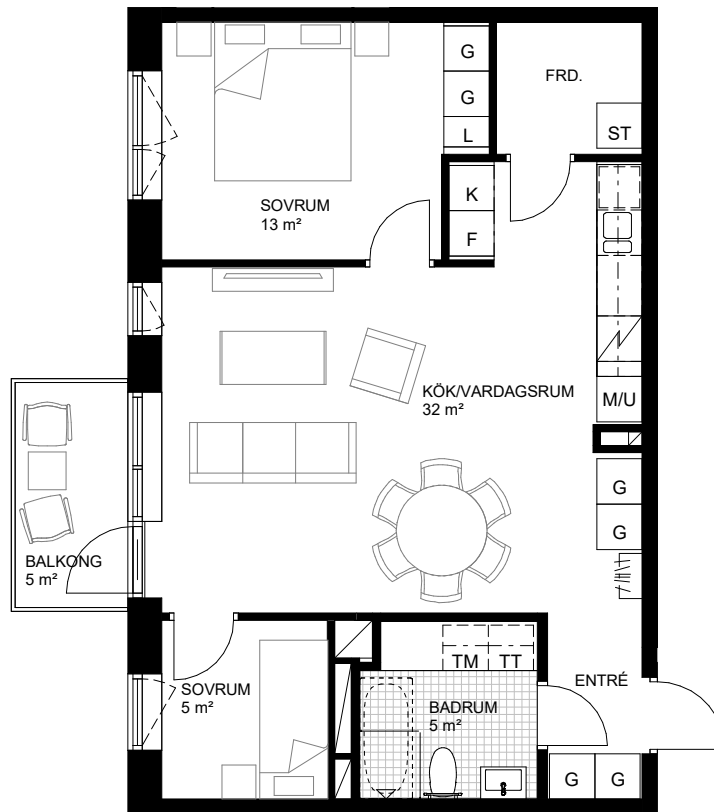 G
FRD.
G
L
ST
K
SOVRUM
13 m²
F
KÖK/VARDAGSRUM
32 m²
M/U
G
G
BALKONG
5 m²
TM
TT
SOVRUM
5 m²
ENTRÉ
BADRUM
5 m²
G
G